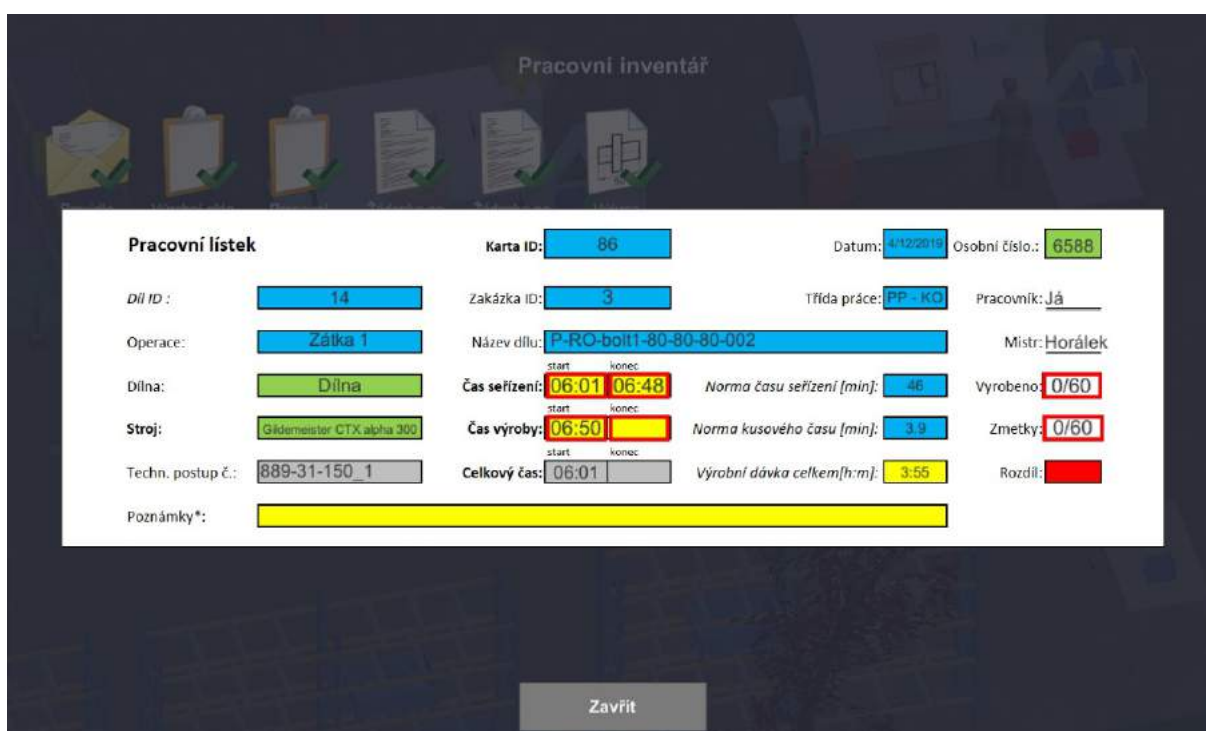 Pracovní inventář
Pracovní lístek Karta ID: 86 Datum: 4/12/2019 Osobní číslo.: 6588
Díl ID : 14 Zakázka ID: 3 Třída práce: PP - KO Pracovník: Já
Operace: Zátka 1 Název dílu: P-RO-bolt1-80-80-80-002 Mistr: Horálek
start konec
Dílna: Dílna Čas seřízení: 06:01 06:48 Norma času seřízení [min]: 46 Vyrobeno: 0/60
start konec
Stroj: Gildemeister CTX alpha 300 Čas výroby: 06:50 Norma kusového času [min]: 3.9 Zmetky: 0/60
start konec
Techn. postup č.: 889-31-150_1 Celkový čas: 06:01 Výrobní dávka celkem[h:m]: 3:55 Rozdíl:
Poznámky*:
Zavřít